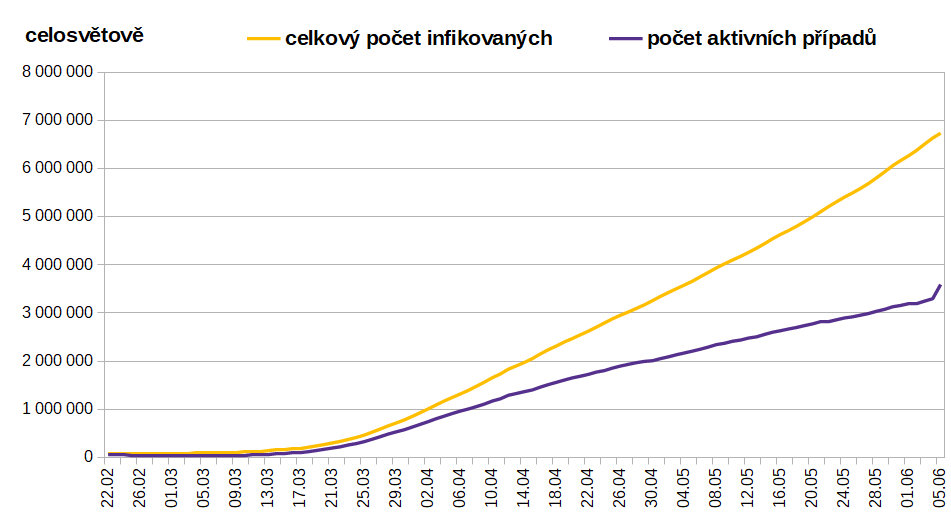 celosvětově
celkový počet infikovaných
počet aktivních případů
8 000 000
7 000 000
6 000 000
5 000 000
4 000 000
3 000 000
2 000 000
1 000 000
0
22.02
26.02
01.03
05.03
09.03
13.03
17.03
21.03
25.03
29.03
02.04
06.04
10.04
14.04
18.04
22.04
26.04
30.04
04.05
08.05
12.05
16.05
20.05
24.05
28.05
01.06
05.06